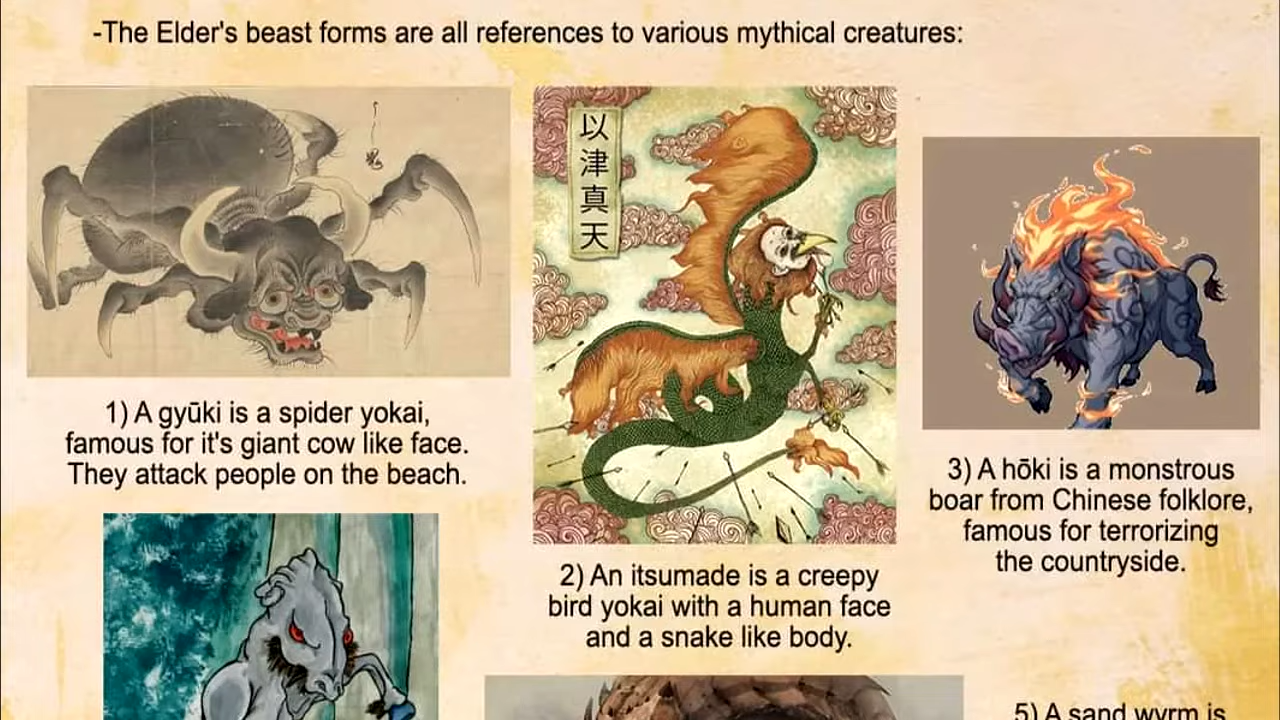 -The Elder's beast forms are all references to various mythical creatures:
以津真天
1) A gyūki is a spider yokai,
famous for it's giant cow like face.
They attack people on the beach.
2) An itsumade is a creepy
bird yokai with a human face
and a snake like body.
3) A hōki is a monstrous
boar from Chinese folklore,
famous for terrorizing
the countryside.
5) A sand wyrm is